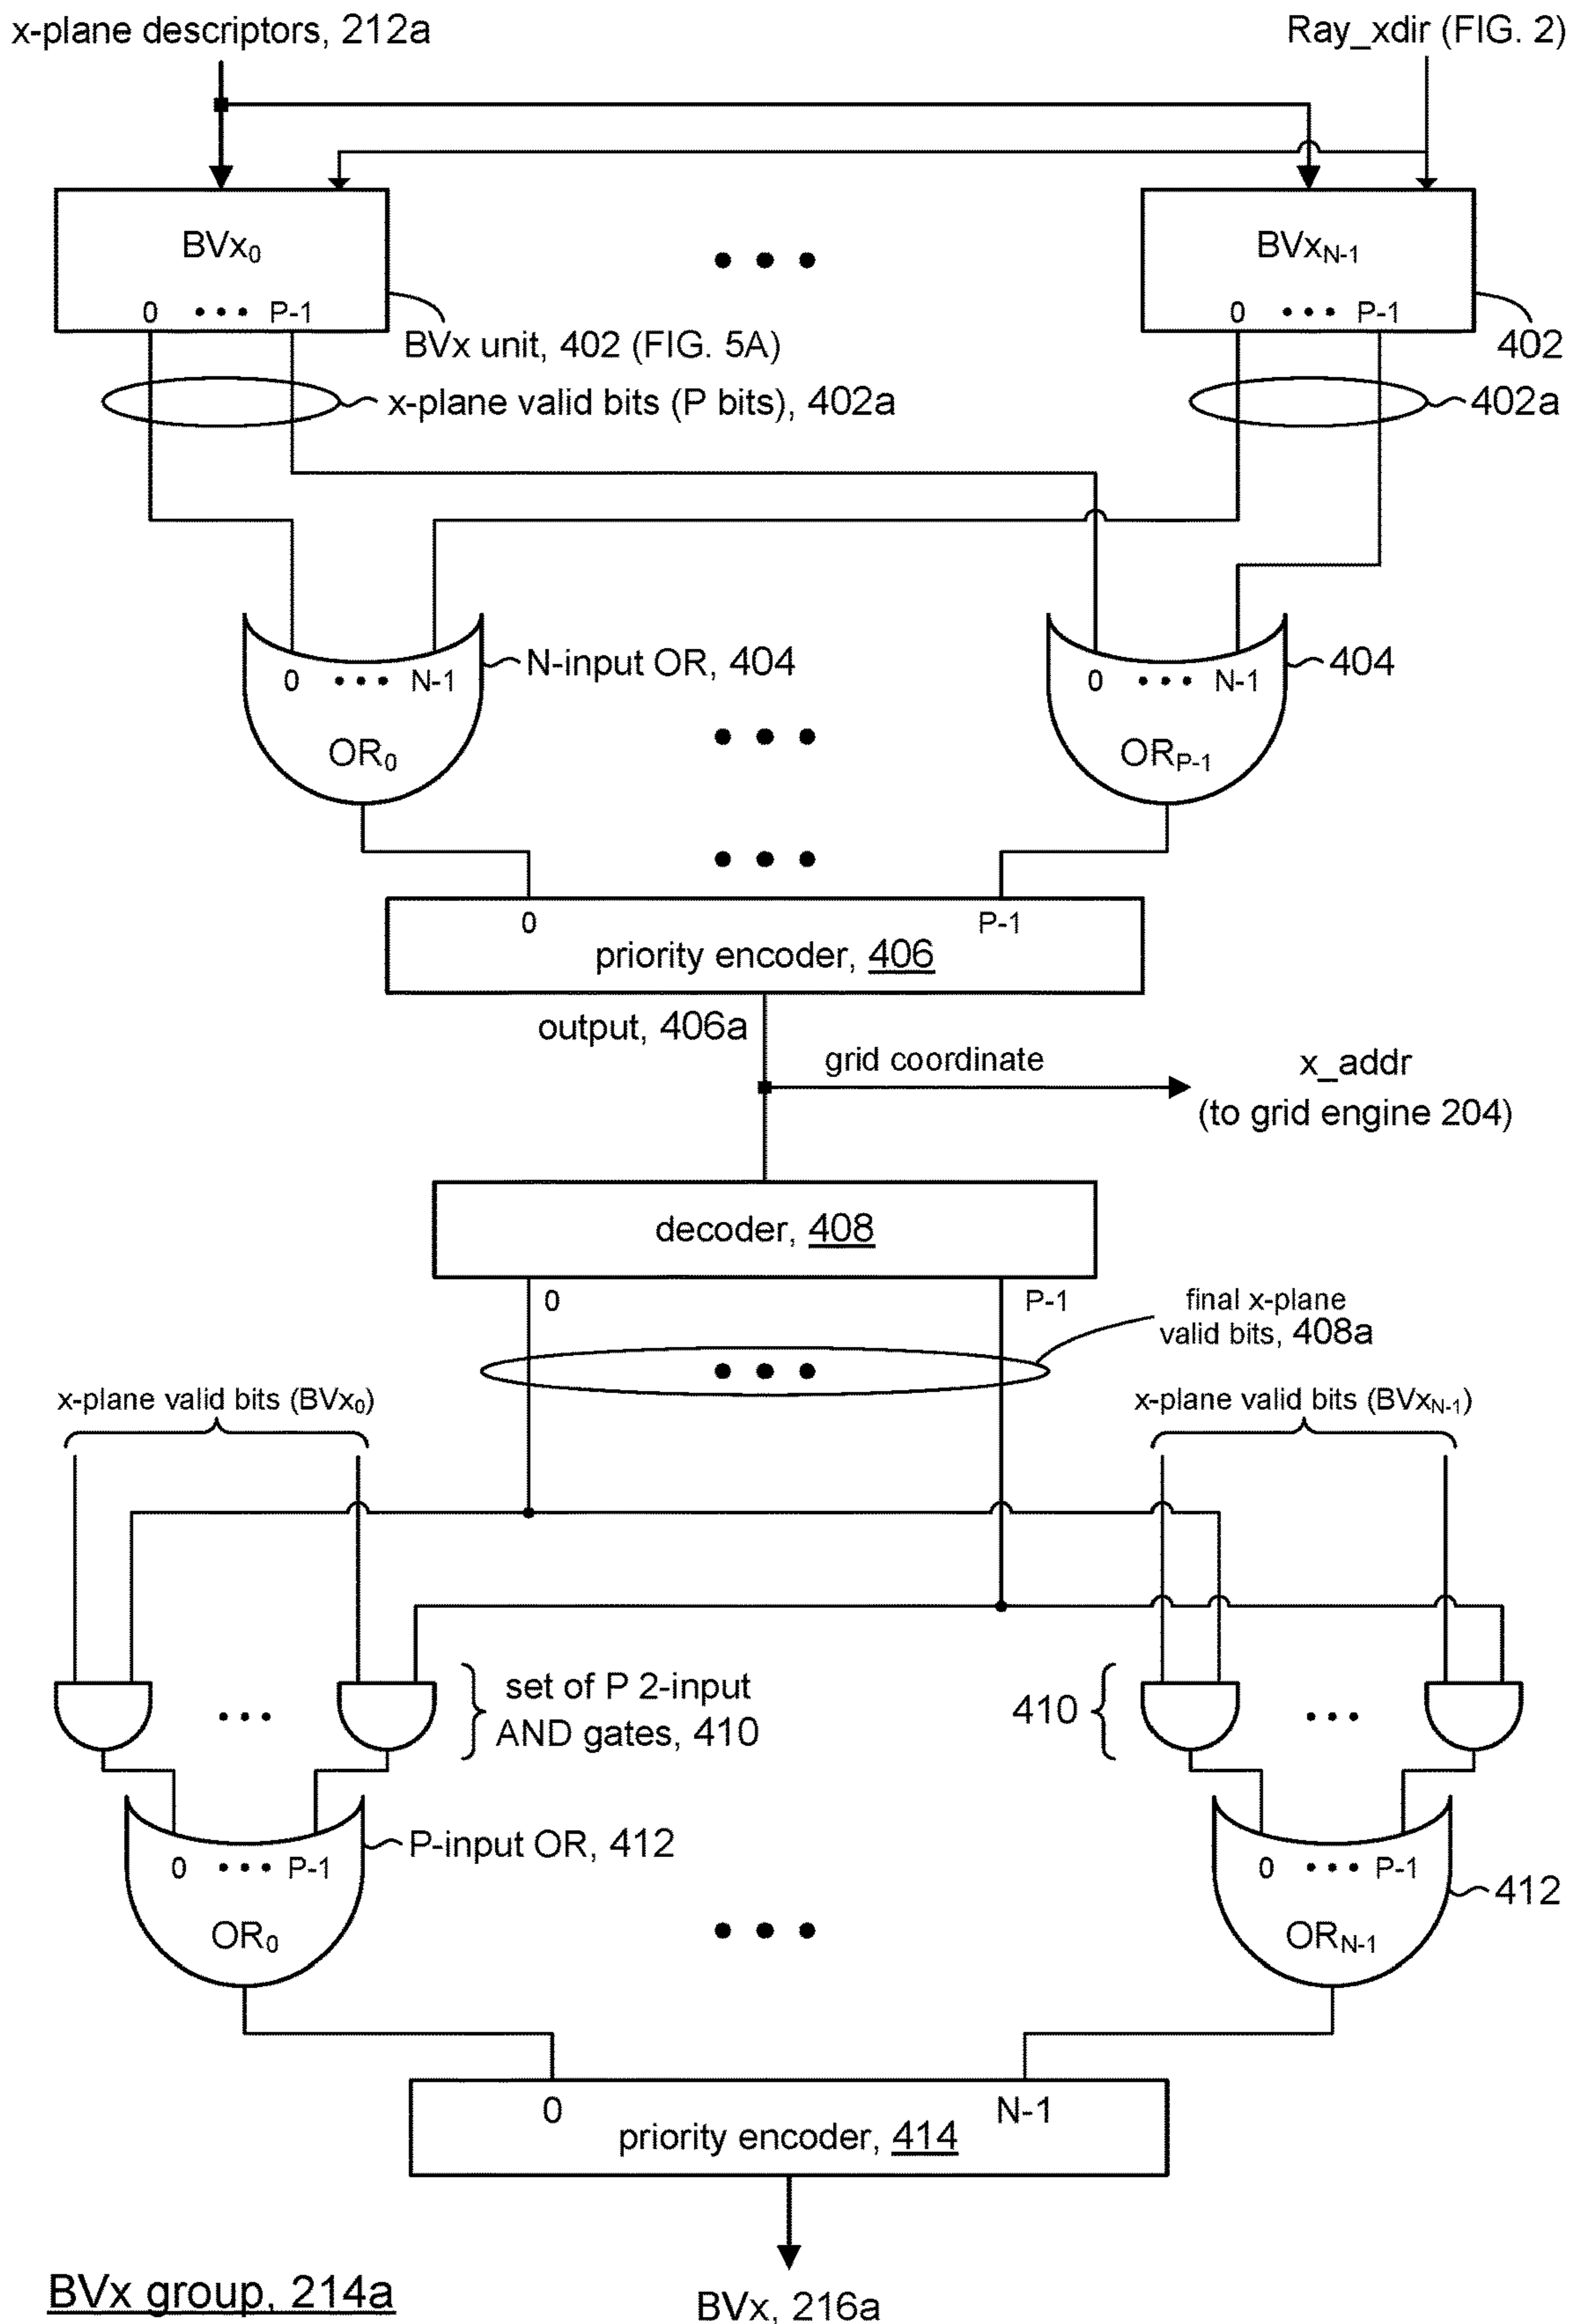 x-plane descriptors, 212a
Ray_xdir (FIG. 2)
BVx0
BVxN-1
0 ••• P-1
0 ••• P-1
BVx unit, 402 (FIG. 5A)
402
x-plane valid bits (P bits), 402a
402a
N-input OR, 404
404
0 ••• N-1
0 ••• N-1
OR0
ORP-1
0
P-1
priority encoder, 406
output, 406a
grid coordinate
x_addr
(to grid engine 204)
decoder, 408
0
P-1
final x-plane
valid bits, 408a
x-plane valid bits (BVx0)
x-plane valid bits (BVxN-1)
set of P 2-input
AND gates, 410
410
P-input OR, 412
0 ••• P-1
0 ••• P-1
412
OR0
ORN-1
0
N-1
priority encoder, 414
BVx group, 214a
BVx, 216a